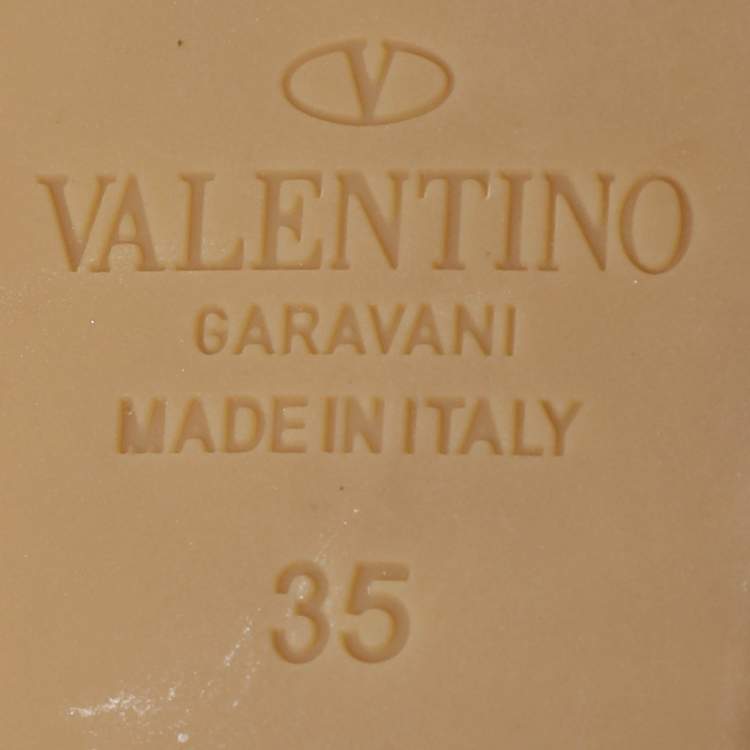 V
VALENTINO
GARAVANI
MADE IN ITALY
35